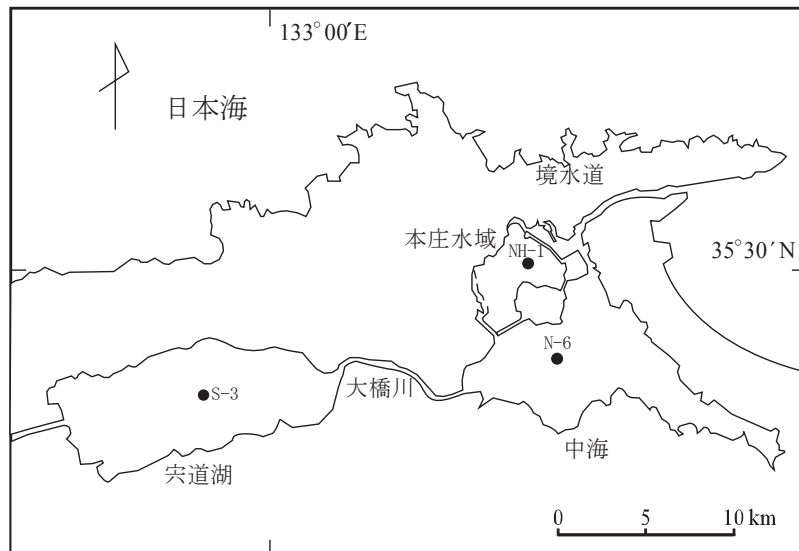 133°00′E
日本海
境水道
本庄水域
NH-1
35°30′N
N-6
S-3
大橋川
中海
宍道湖
0 5 10 km